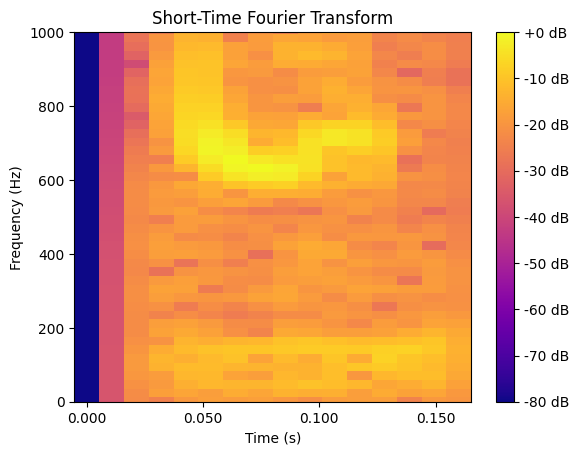 Short-Time Fourier Transform
1000
800
600
400
200
0
Frequency (Hz)
0.000
0.050
0.100
0.150
Time (s)
+0 dB
-10 dB
-20 dB
-30 dB
-40 dB
-50 dB
-60 dB
-70 dB
-80 dB